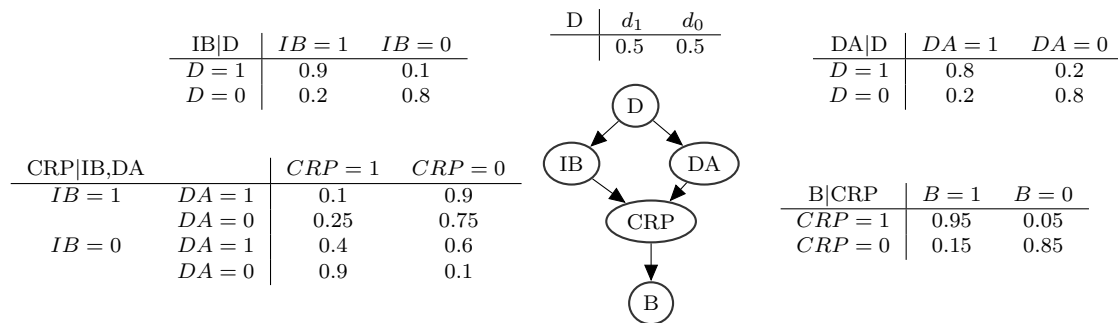 D d₁ d₀
0.5 0.5
IB|D IB = 1 IB = 0
D = 1 0.9 0.1
D = 0 0.2 0.8
DA|D DA = 1 DA = 0
D = 1 0.8 0.2
D = 0 0.2 0.8
D
IB DA
CRP
B
CRP|IB,DA CRP = 1 CRP = 0
IB = 1 DA = 1 0.1 0.9
DA = 0 0.25 0.75
IB = 0 DA = 1 0.4 0.6
DA = 0 0.9 0.1
B|CRP B = 1 B = 0
CRP = 1 0.95 0.05
CRP = 0 0.15 0.85